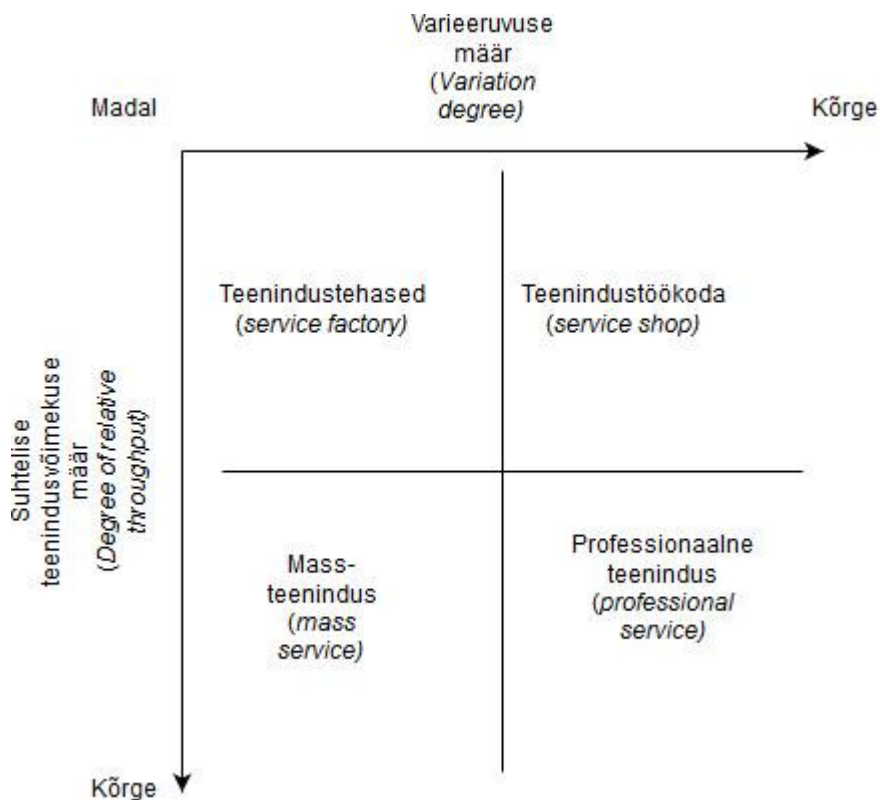 Varieeruvuse
määr
(Variation
degree)
Madal
Kõrge
Teenindustehased
(service factory)
Teenindustöökoda
(service shop)
Suhtelise
teenindusvõimekuse
määr
(Degree of relative
throughput)
Mass-
teenindus
(mass
service)
Professionaalne
teenindus
(professional
service)
Kõrge